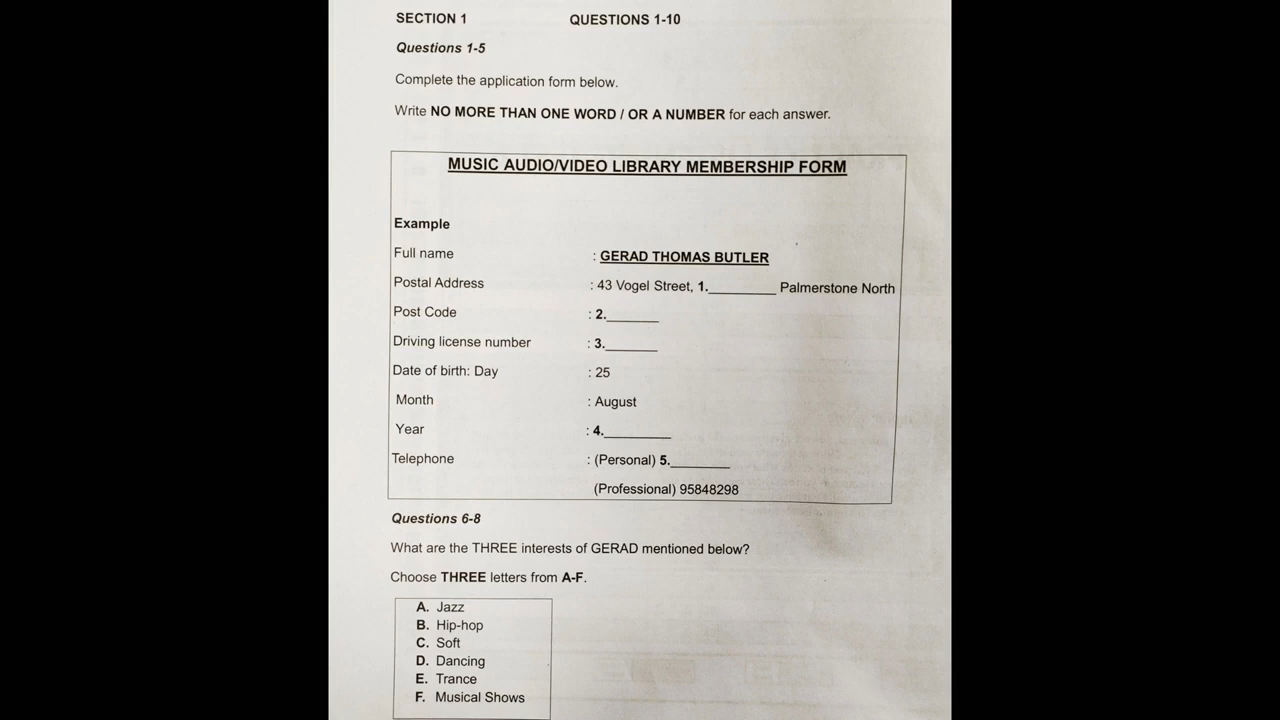 SECTION 1 QUESTIONS 1-10
Questions 1-5
Complete the application form below.
Write NO MORE THAN ONE WORD / OR A NUMBER for each answer.
MUSIC AUDIO/VIDEO LIBRARY MEMBERSHIP FORM
Example
Full name : GERAD THOMAS BUTLER
Postal Address : 43 Vogel Street, 1.________ Palmerstone North
Post Code : 2.______
Driving license number : 3.______
Date of birth: Day : 25
Month : August
Year : 4.________
Telephone : (Personal) 5._______
(Professional) 95848298
Questions 6-8
What are the THREE interests of GERAD mentioned below?
Choose THREE letters from A-F.
A. Jazz
B. Hip-hop
C. Soft
D. Dancing
E. Trance
F. Musical Shows